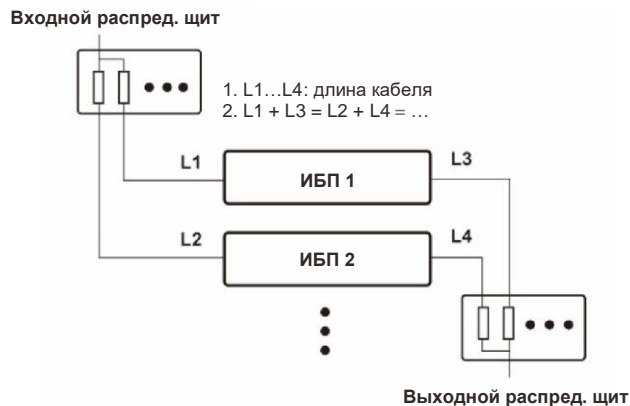 Входной распред. щит
1. L1...L4: длина кабеля
2. L1 + L3 = L2 + L4 = ...
L1
ИБП 1
L3
L2
ИБП 2
L4
Выходной распред. щит